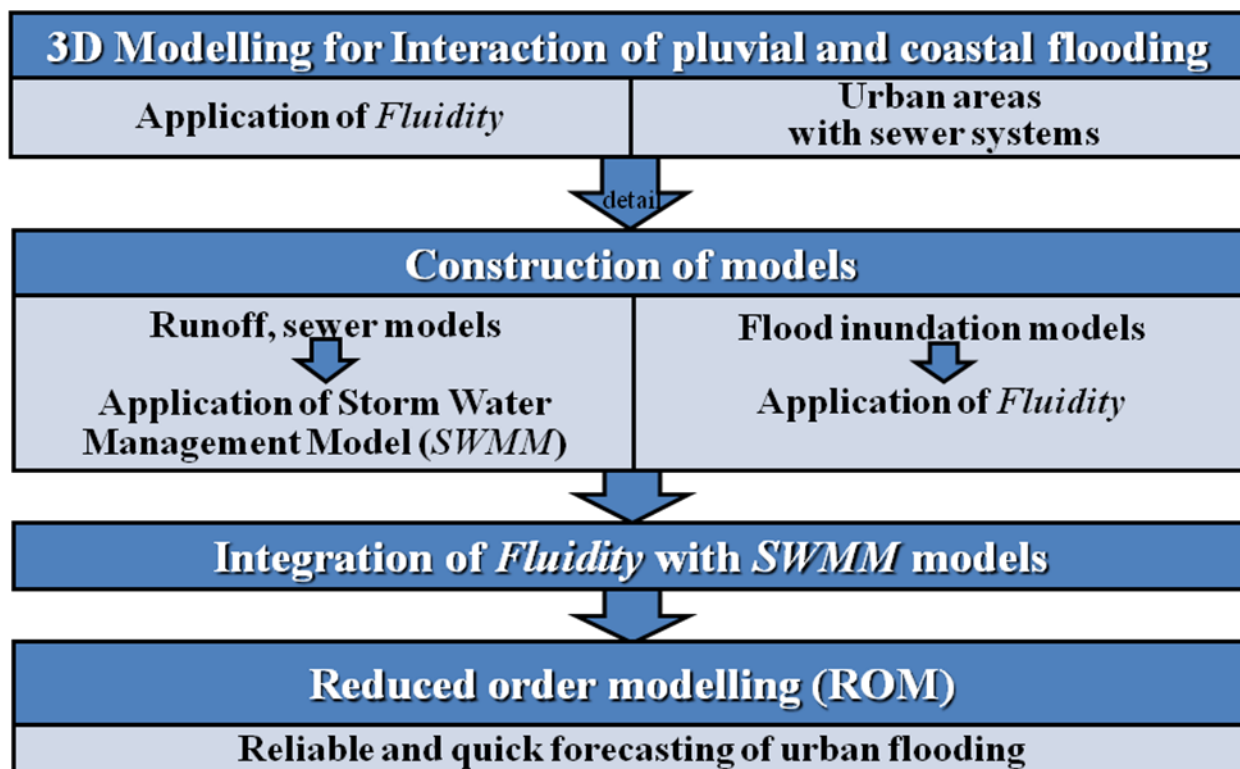 3D Modelling for Interaction of pluvial and coastal flooding
Application of Fluidity
Urban areas
with sewer systems
detail
Construction of models
Runoff, sewer models
Application of Storm Water
Management Model (SWMM)
Flood inundation models
Application of Fluidity
Integration of Fluidity with SWMM models
Reduced order modelling (ROM)
Reliable and quick forecasting of urban flooding